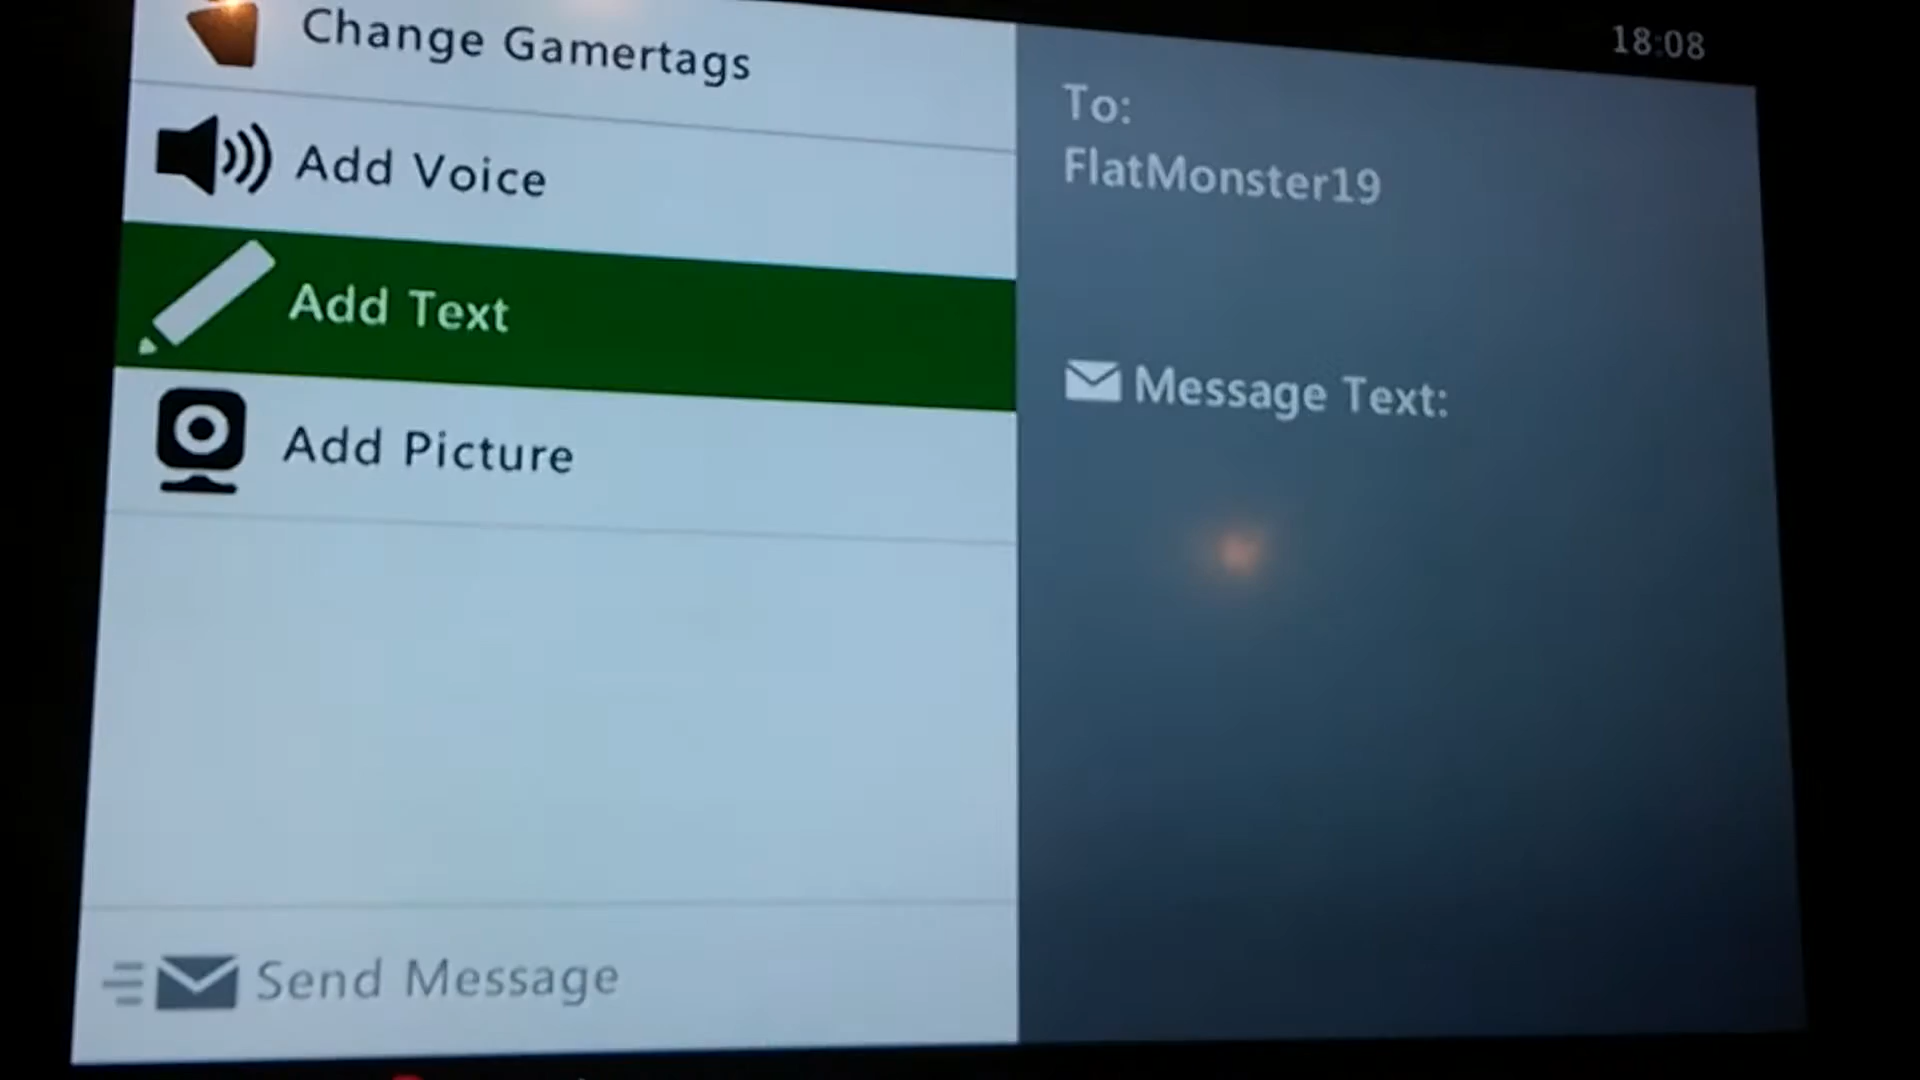 18:08
Change Gamertags
Add Voice
Add Text
Add Picture
Send Message
To:
FlatMonster19
Message Text: